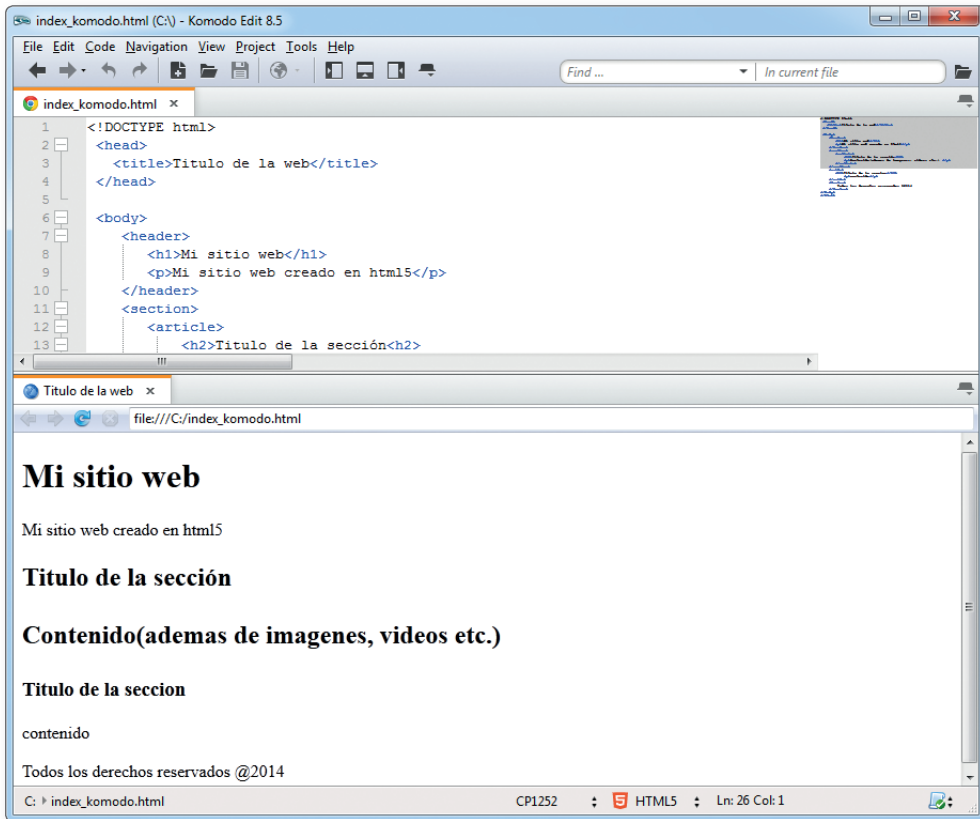 index_komodo.html (C:\) - Komodo Edit 8.5
File Edit Code Navigation View Project Tools Help
Find ... In current file
index_komodo.html
1 <!DOCTYPE html>
2 <head>
3 <title>Titulo de la web</title>
4 </head>
5
6 <body>
7 <header>
8 <h1>Mi sitio web</h1>
9 <p>Mi sitio web creado en html5</p>
10 </header>
11 <section>
12 <article>
13 <h2>Titulo de la sección<h2>
Titulo de la web
file:///C:/index_komodo.html
Mi sitio web
Mi sitio web creado en html5
Titulo de la sección
Contenido(ademas de imagenes, videos etc.)
Titulo de la seccion
contenido
Todos los derechos reservados @2014
C: index_komodo.html CP1252 HTML5 Ln: 26 Col: 1